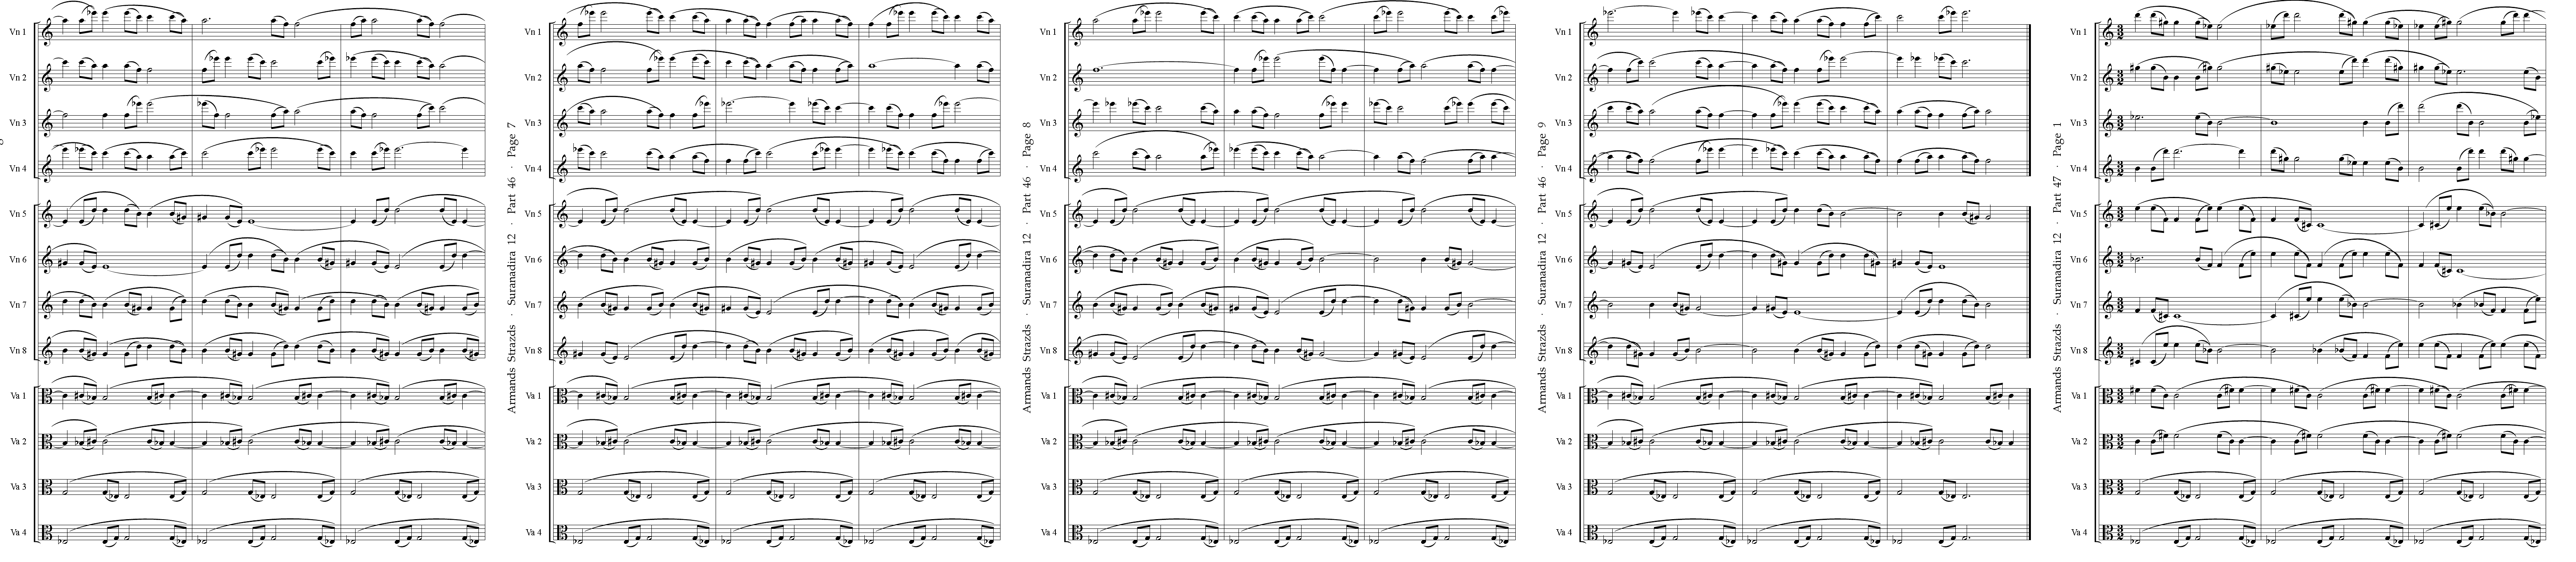 Vn 1
Vn 2
Vn 3
Vn 4
Vn 5
Vn 6
Vn 7
Vn 8
Va 1
Va 2
Va 3
Va 4
Armands Strazds · Suranadira 12 · Part 46 · Page 7
Vn 1
Vn 2
Vn 3
Vn 4
Vn 5
Vn 6
Vn 7
Vn 8
Va 1
Va 2
Va 3
Va 4
Armands Strazds · Suranadira 12 · Part 46 · Page 8
Vn 1
Vn 2
Vn 3
Vn 4
Vn 5
Vn 6
Vn 7
Vn 8
Va 1
Va 2
Va 3
Va 4
Armands Strazds · Suranadira 12 · Part 46 · Page 9
Vn 1
Vn 2
Vn 3
Vn 4
Vn 5
Vn 6
Vn 7
Vn 8
Va 1
Va 2
Va 3
Va 4
Armands Strazds · Suranadira 12 · Part 47 · Page 1
Vn 1
Vn 2
Vn 3
Vn 4
Vn 5
Vn 6
Vn 7
Vn 8
Va 1
Va 2
Va 3
Va 4